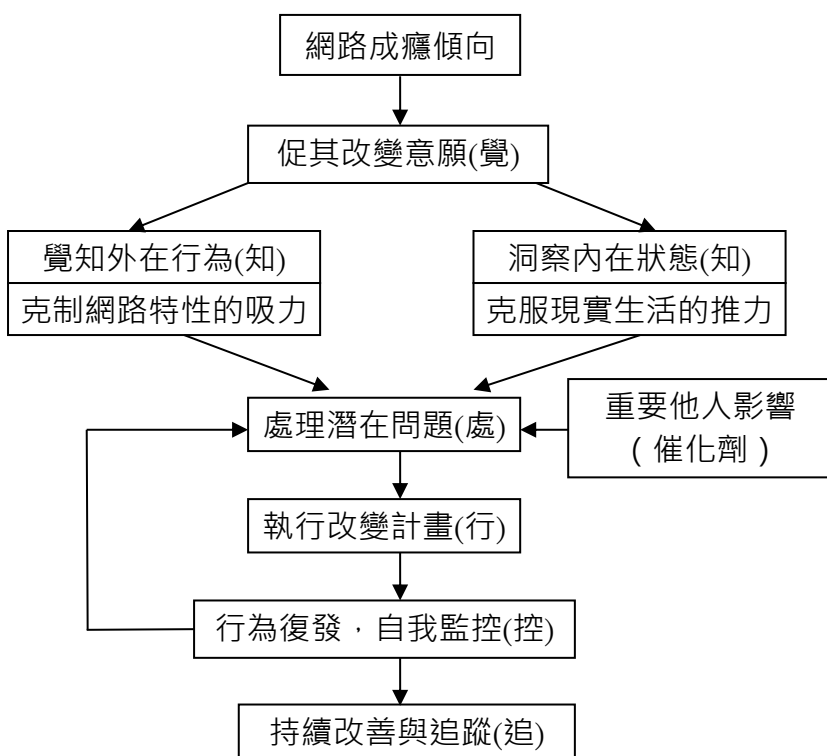 網路成癮傾向
促其改變意願(覺)
覺知外在行為(知)
克制網路特性的吸力
洞察內在狀態(知)
克服現實生活的推力
處理潛在問題(處)
重要他人影響
（催化劑）
執行改變計畫(行)
行為復發，自我監控(控)
持續改善與追蹤(追)